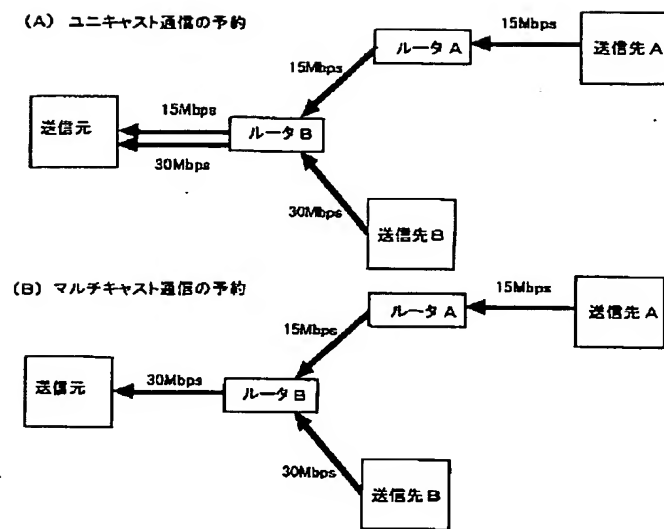 (A) ユニキャスト通信の予約
15Mbps
ルータ A
送信先 A
15Mbps
15Mbps
送信元
ルータ B
30Mbps
30Mbps
送信先 B
(B) マルチキャスト通信の予約
15Mbps
ルータ A
送信先 A
15Mbps
30Mbps
送信元
ルータ B
30Mbps
送信先 B